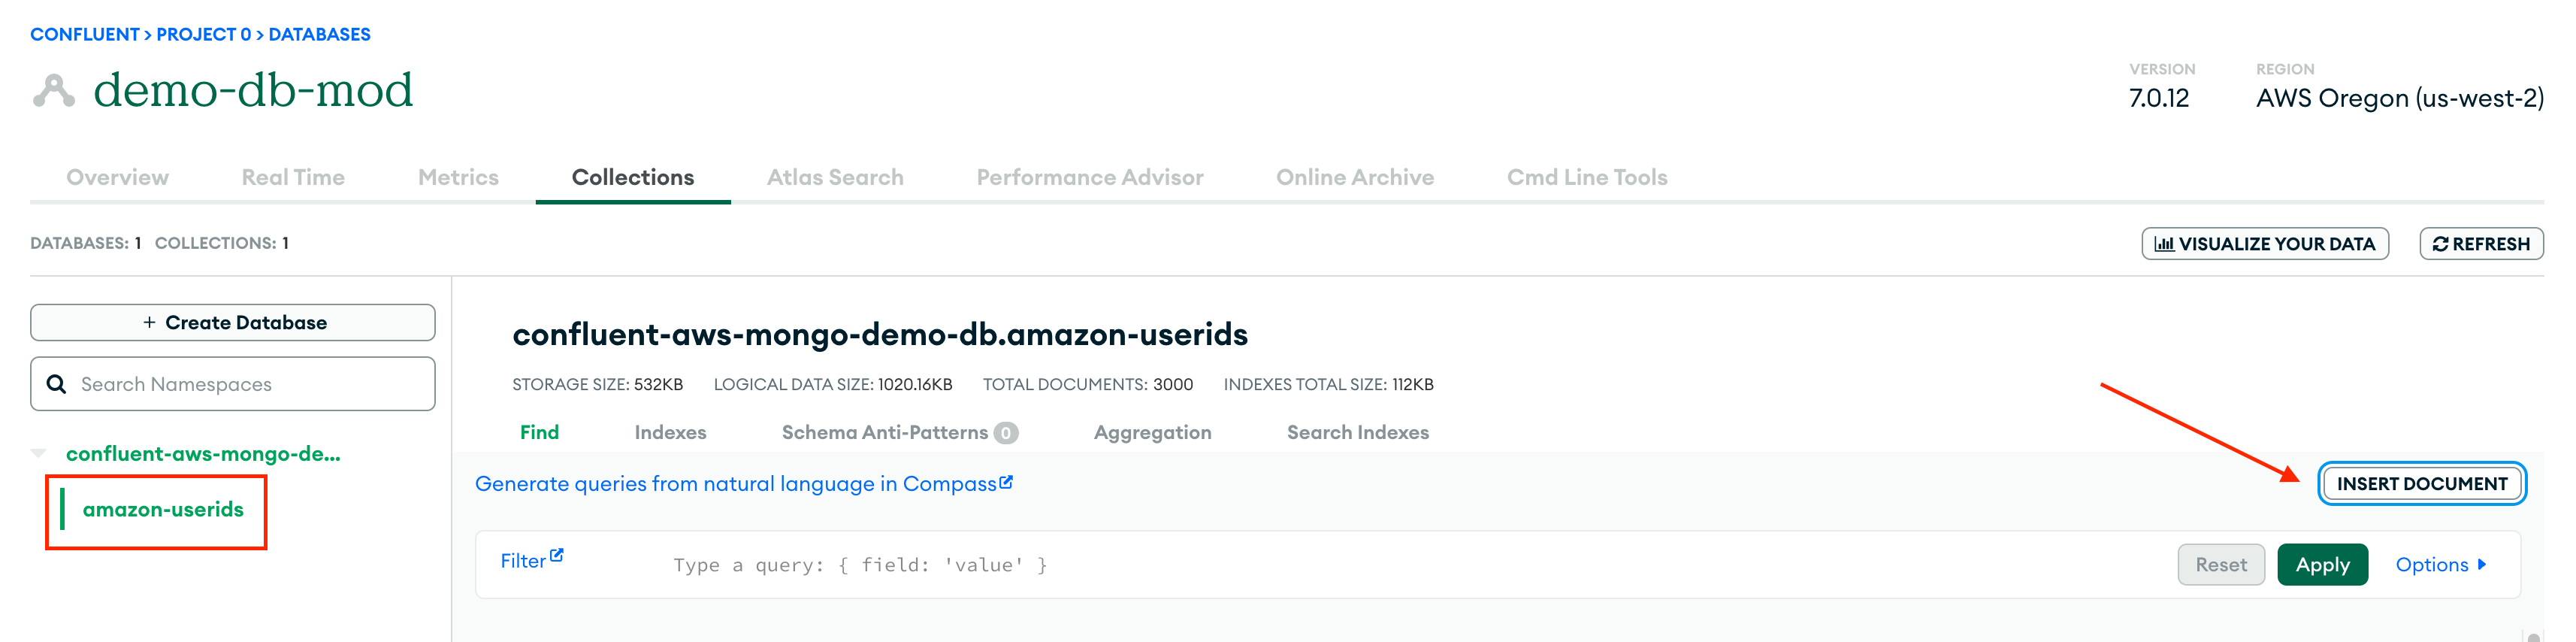 CONFLUENT > PROJECT 0 > DATABASES
demo-db-mod
VERSION
7.0.12
REGION
AWS Oregon (us-west-2)
Overview Real Time Metrics Collections Atlas Search Performance Advisor Online Archive Cmd Line Tools
DATABASES: 1 COLLECTIONS: 1
VISUALIZE YOUR DATA
REFRESH
+ Create Database
Search Namespaces
confluent-aws-mongo-de...
amazon-userids
confluent-aws-mongo-demo-db.amazon-userids
STORAGE SIZE: 532KB LOGICAL DATA SIZE: 1020.16KB TOTAL DOCUMENTS: 3000 INDEXES TOTAL SIZE: 112KB
Find Indexes Schema Anti-Patterns 0 Aggregation Search Indexes
Generate queries from natural language in Compass
INSERT DOCUMENT
Filter
Type a query: { field: 'value' }
Reset
Apply
Options